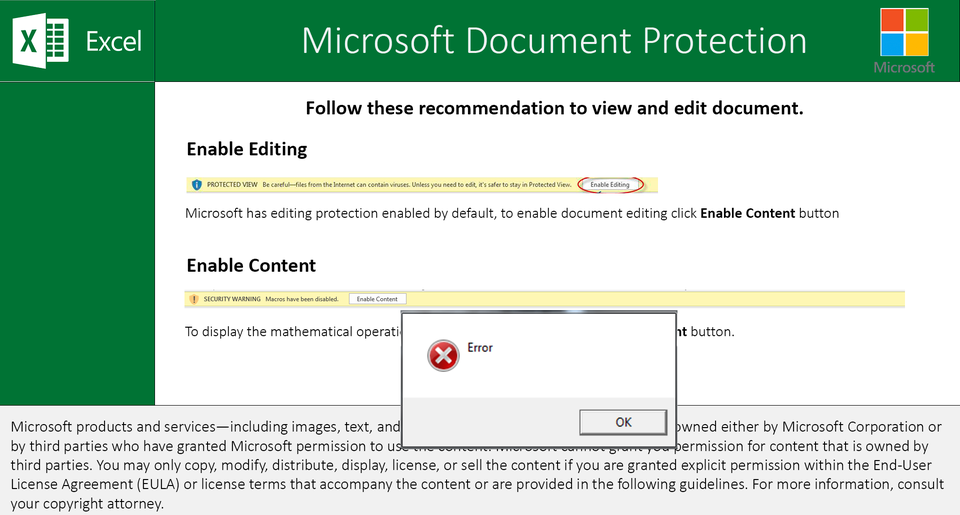 Excel
Microsoft Document Protection
Microsoft
Follow these recommendation to view and edit document.
Enable Editing
PROTECTED VIEW Be careful—files from the Internet can contain viruses. Unless you need to edit, it's safer to stay in Protected View. Enable Editing
Microsoft has editing protection enabled by default, to enable document editing click Enable Content button
Enable Content
SECURITY WARNING Macros have been disabled. Enable Content
To display the mathematical button.
Error
OK
Microsoft products and services—including images, text, and owned either by Microsoft Corporation or
by third parties who have granted Microsoft permission to use the content. Microsoft cannot grant you permission for content that is owned by
third parties. You may only copy, modify, distribute, display, license, or sell the content if you are granted explicit permission within the End-User
License Agreement (EULA) or license terms that accompany the content or are provided in the following guidelines. For more information, consult
your copyright attorney.